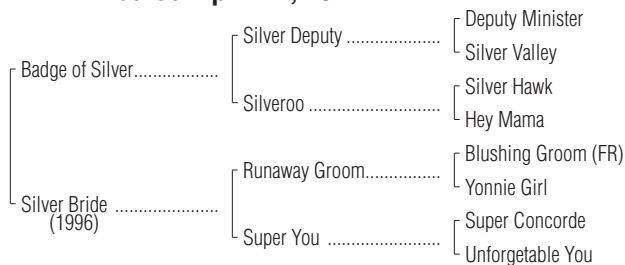 Deputy Minister
Silver Deputy ....................
Silver Valley
Badge of Silver..................
Silver Hawk
Silveroo ............................
Hey Mama
Blushing Groom (FR)
Runaway Groom................
Yonnie Girl
Silver Bride ......................
(1996)
Super Concorde
Super You ........................
Unforgetable You